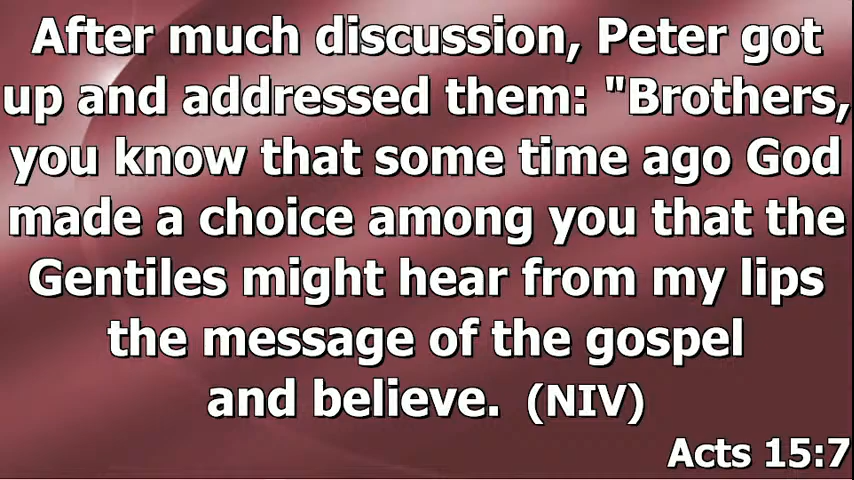 After much discussion, Peter got
up and addressed them: "Brothers,
you know that some time ago God
made a choice among you that the
Gentiles might hear from my lips
the message of the gospel
and believe. (NIV)
Acts 15:7